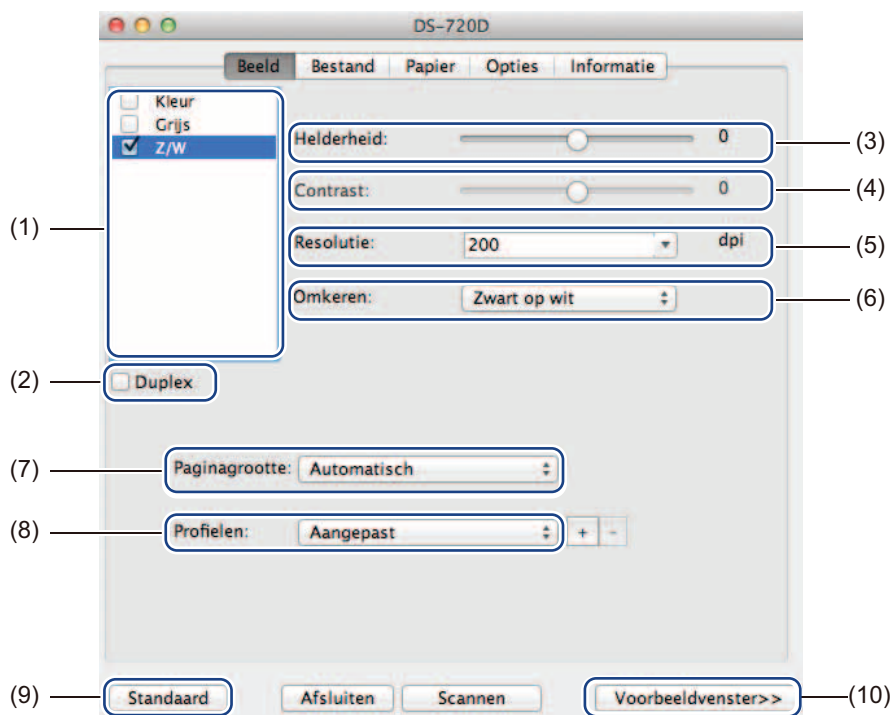 DS-720D
Beeld Bestand Papier Opties Informatie
Kleur
Grijs
Z/W
Helderheid: 0
Contrast: 0
Resolutie: 200 dpi
Omkeren: Zwart op wit
Duplex
Paginagrootte: Automatisch
Profielen: Aangepast + -
Standaard Afsluiten Scannen Voorbeeldvenster>>
(1)
(2)
(3)
(4)
(5)
(6)
(7)
(8)
(9)
(10)